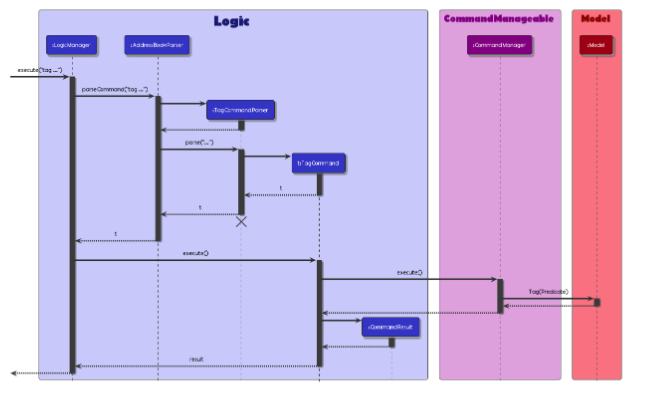 Logic
CommandManageable
Model
:LogicManager
:AddressBookParser
:CommandManager
:Model
execute("tag ...")
parseCommand("tag ...")
:TagCommandParser
parse("...")
t:TagCommand
t
t
t
execute()
execute()
Tag(Predicate)
:CommandResult
result